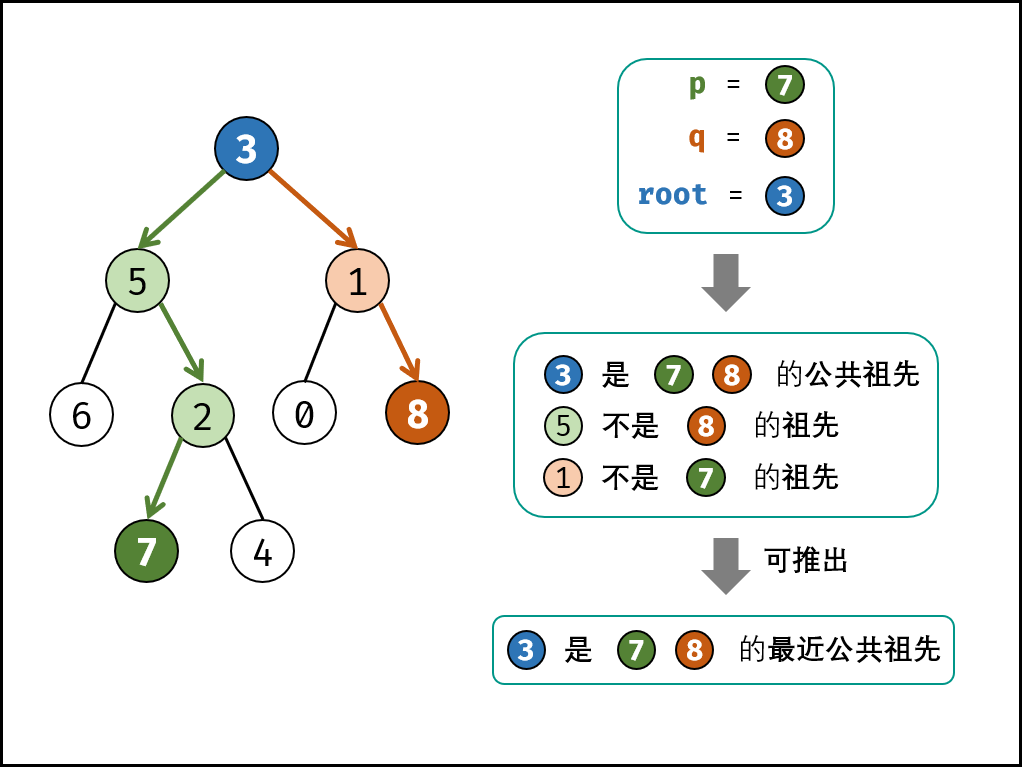 3
5 1
6 2 0 8
7 4
p = 7
q = 8
root = 3
3 是 7 8 的公共祖先
5 不是 8 的祖先
1 不是 7 的祖先
可推出
3 是 7 8 的最近公共祖先